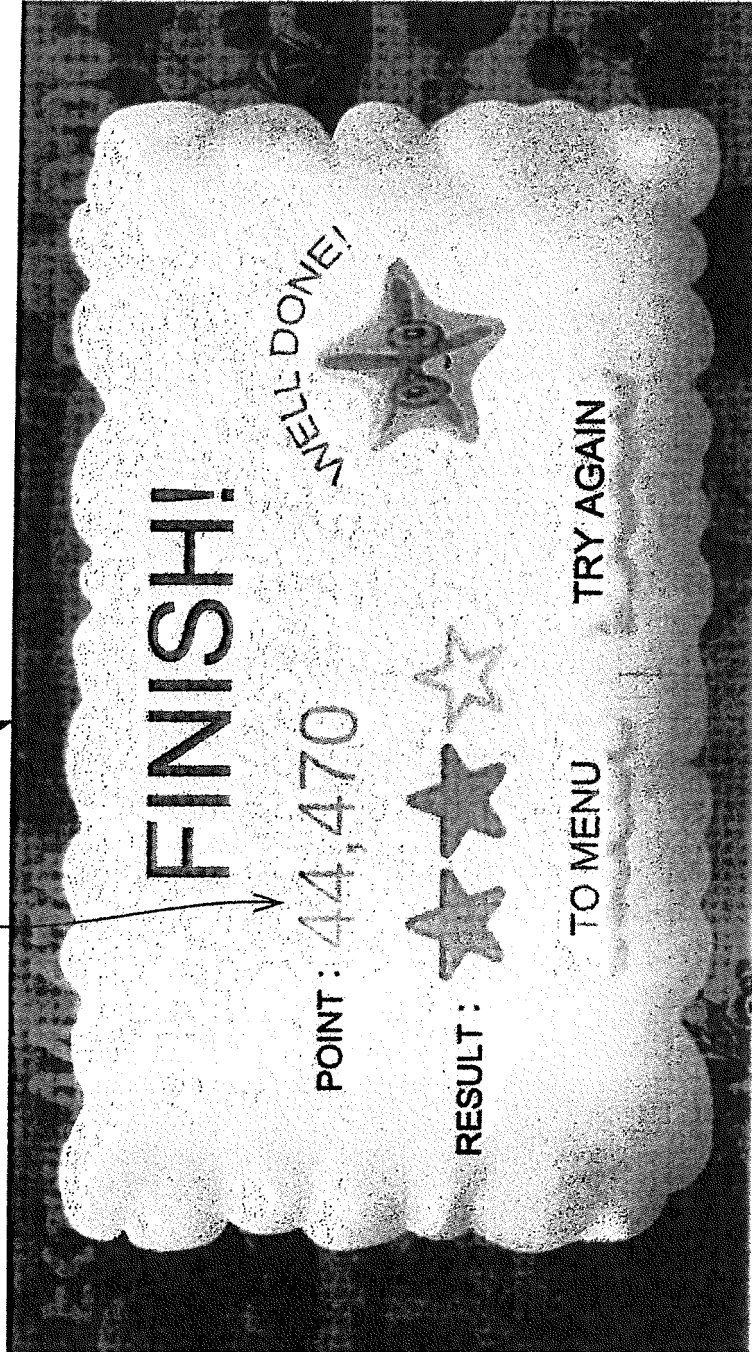 FINISH!
WELL DONE!
POINT : 44,470
RESULT :
TO MENU
TRY AGAIN